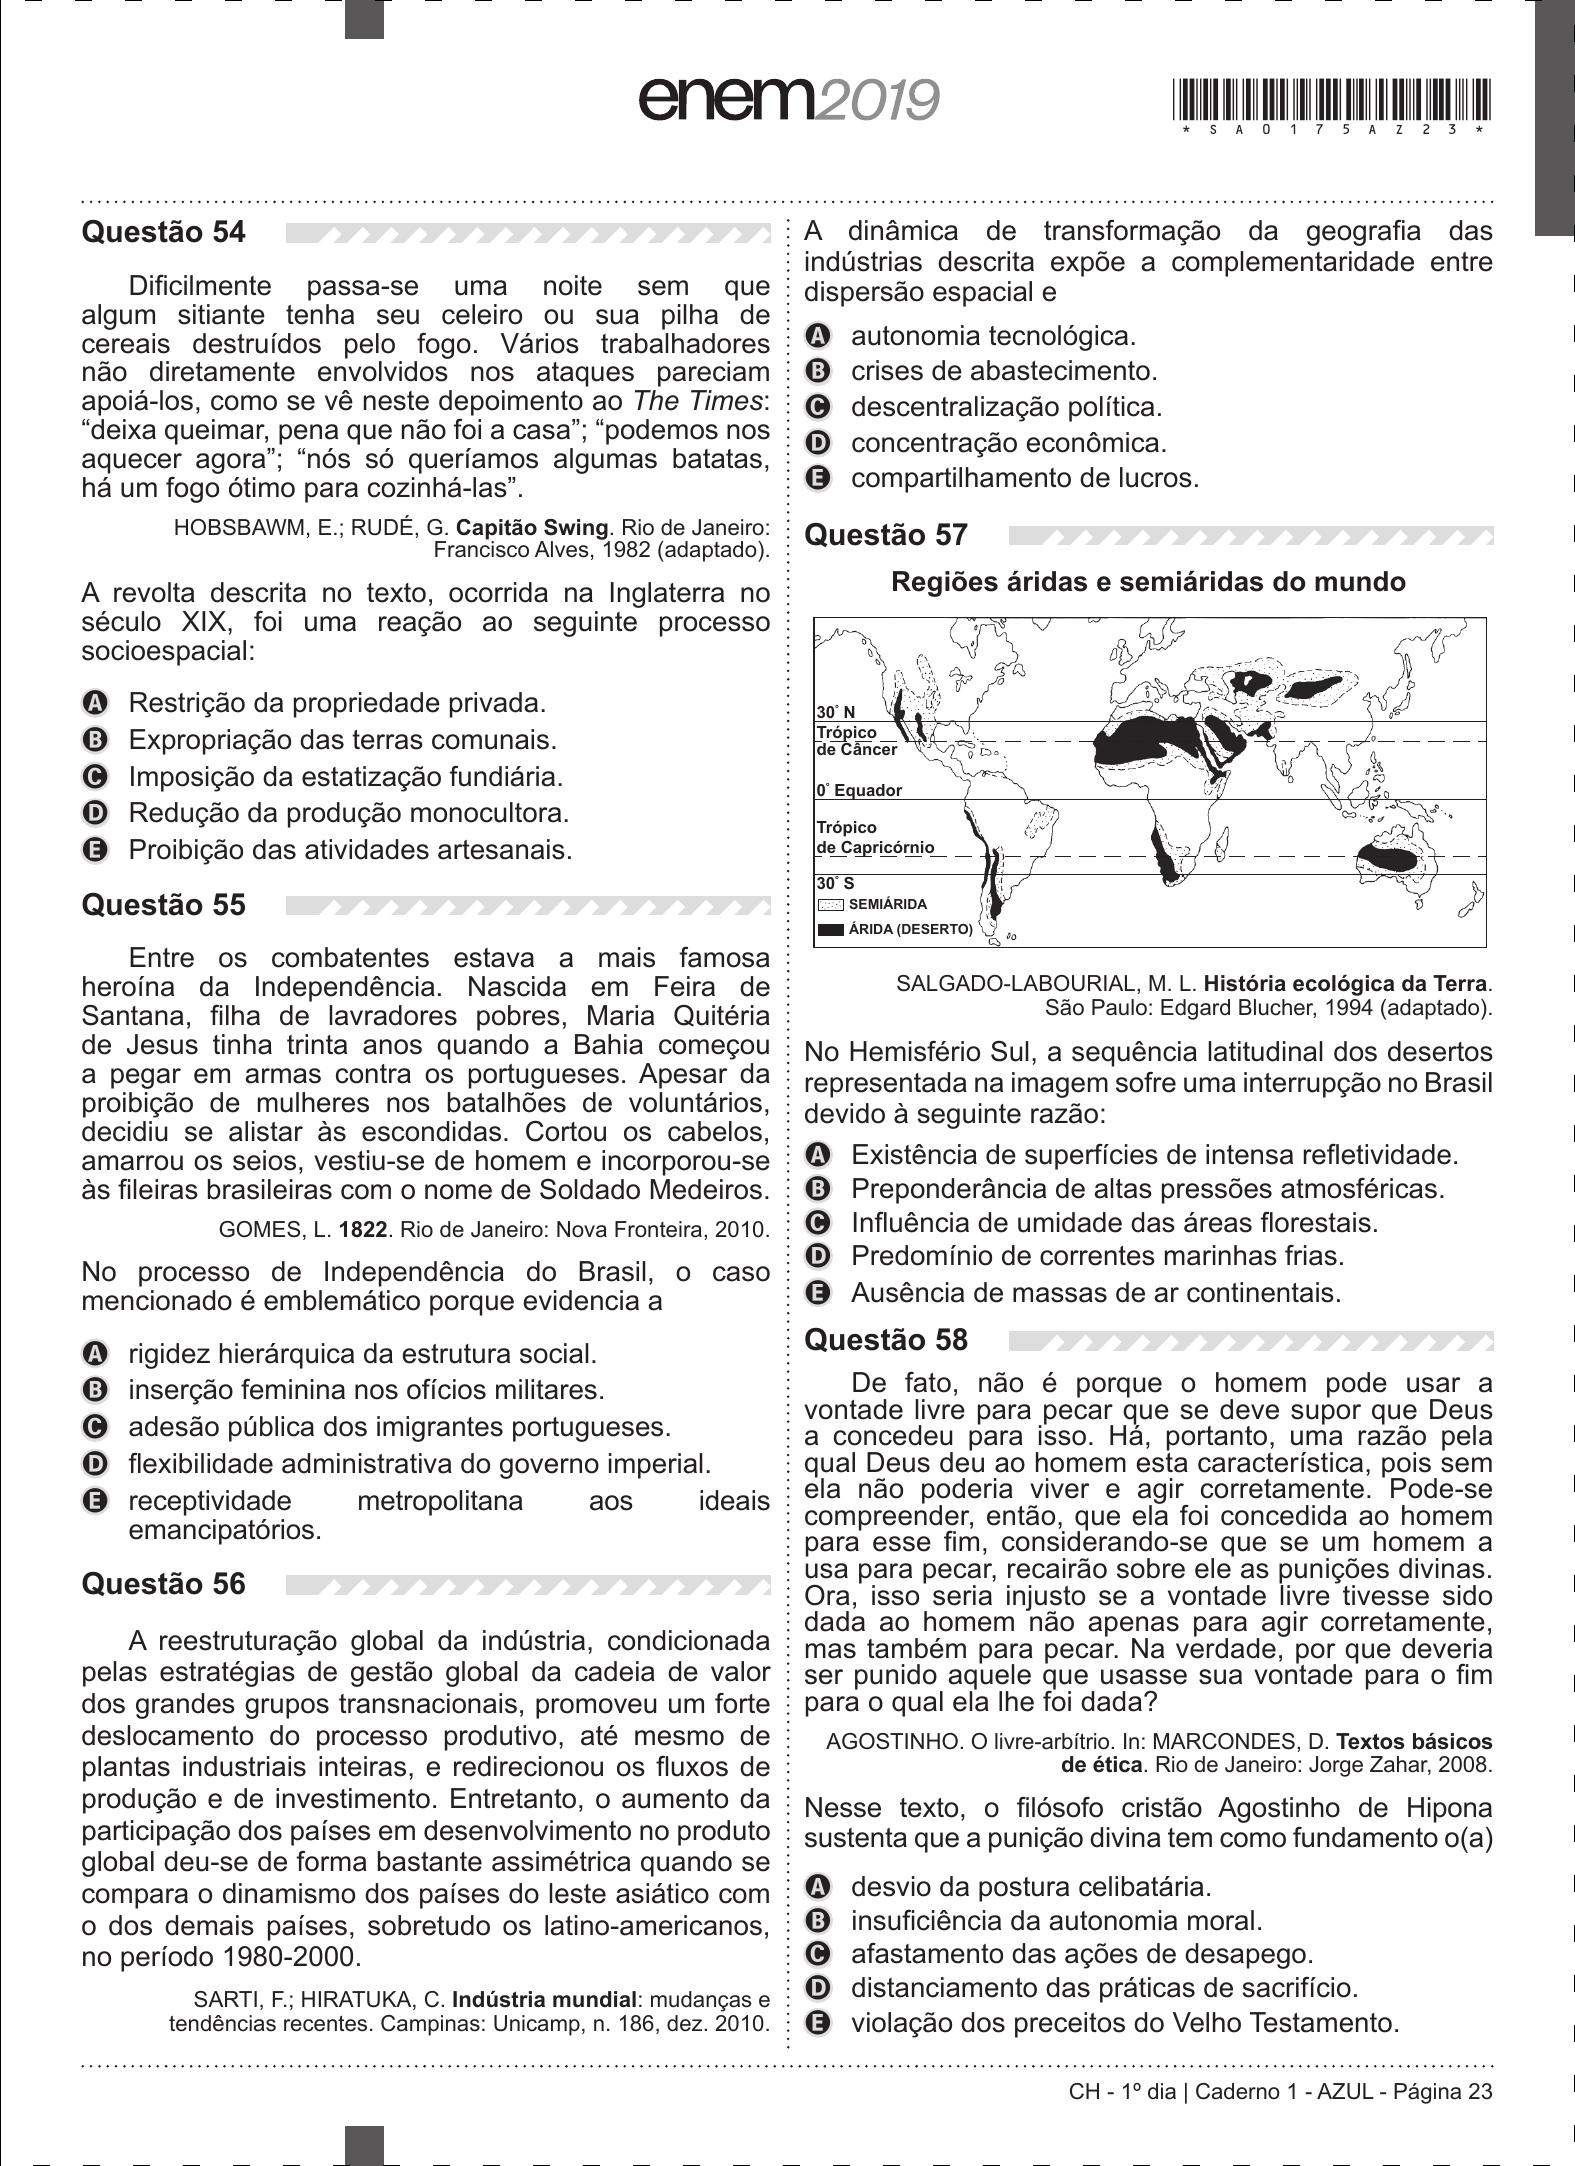 enem2019
*SA0175AZ23*
Questão 54
Dificilmente passa-se uma noite sem que
algum sitiante tenha seu celeiro ou sua pilha de
cereais destruídos pelo fogo. Vários trabalhadores
não diretamente envolvidos nos ataques pareciam
apoiá-los, como se vê neste depoimento ao The Times:
“deixa queimar, pena que não foi a casa”; “podemos nos
aquecer agora”; “nós só queríamos algumas batatas,
há um fogo ótimo para cozinhá-las”.
HOBSBAWM, E.; RUDÉ, G. Capitão Swing. Rio de Janeiro:
Francisco Alves, 1982 (adaptado).
A revolta descrita no texto, ocorrida na Inglaterra no
século XIX, foi uma reação ao seguinte processo
socioespacial:
A Restrição da propriedade privada.
B Expropriação das terras comunais.
C Imposição da estatização fundiária.
D Redução da produção monocultora.
E Proibição das atividades artesanais.
Questão 55
Entre os combatentes estava a mais famosa
heroína da Independência. Nascida em Feira de
Santana, filha de lavradores pobres, Maria Quitéria
de Jesus tinha trinta anos quando a Bahia começou
a pegar em armas contra os portugueses. Apesar da
proibição de mulheres nos batalhões de voluntários,
decidiu se alistar às escondidas. Cortou os cabelos,
amarrou os seios, vestiu-se de homem e incorporou-se
às fileiras brasileiras com o nome de Soldado Medeiros.
GOMES, L. 1822. Rio de Janeiro: Nova Fronteira, 2010.
No processo de Independência do Brasil, o caso
mencionado é emblemático porque evidencia a
A rigidez hierárquica da estrutura social.
B inserção feminina nos ofícios militares.
C adesão pública dos imigrantes portugueses.
D flexibilidade administrativa do governo imperial.
E receptividade metropolitana aos ideais
emancipatórios.
Questão 56
A reestruturação global da indústria, condicionada
pelas estratégias de gestão global da cadeia de valor
dos grandes grupos transnacionais, promoveu um forte
deslocamento do processo produtivo, até mesmo de
plantas industriais inteiras, e redirecionou os fluxos de
produção e de investimento. Entretanto, o aumento da
participação dos países em desenvolvimento no produto
global deu-se de forma bastante assimétrica quando se
compara o dinamismo dos países do leste asiático com
o dos demais países, sobretudo os latino-americanos,
no período 1980-2000.
SARTI, F.; HIRATUKA, C. Indústria mundial: mudanças e
tendências recentes. Campinas: Unicamp, n. 186, dez. 2010.
A dinâmica de transformação da geografia das
indústrias descrita expõe a complementaridade entre
dispersão espacial e
A autonomia tecnológica.
B crises de abastecimento.
C descentralização política.
D concentração econômica.
E compartilhamento de lucros.
Questão 57
Regiões áridas e semiáridas do mundo
30° N
Trópico
de Câncer
0° Equador
Trópico
de Capricórnio
30° S
SEMIÁRIDA
ÁRIDA (DESERTO)
SALGADO-LABOURIAL, M. L. História ecológica da Terra.
São Paulo: Edgard Blucher, 1994 (adaptado).
No Hemisfério Sul, a sequência latitudinal dos desertos
representada na imagem sofre uma interrupção no Brasil
devido à seguinte razão:
A Existência de superfícies de intensa refletividade.
B Preponderância de altas pressões atmosféricas.
C Influência de umidade das áreas florestais.
D Predomínio de correntes marinhas frias.
E Ausência de massas de ar continentais.
Questão 58
De fato, não é porque o homem pode usar a
vontade livre para pecar que se deve supor que Deus
a concedeu para isso. Há, portanto, uma razão pela
qual Deus deu ao homem esta característica, pois sem
ela não poderia viver e agir corretamente. Pode-se
compreender, então, que ela foi concedida ao homem
para esse fim, considerando-se que se um homem a
usa para pecar, recairão sobre ele as punições divinas.
Ora, isso seria injusto se a vontade livre tivesse sido
dada ao homem não apenas para agir corretamente,
mas também para pecar. Na verdade, por que deveria
ser punido aquele que usasse sua vontade para o fim
para o qual ela lhe foi dada?
AGOSTINHO. O livre-arbítrio. In: MARCONDES, D. Textos básicos
de ética. Rio de Janeiro: Jorge Zahar, 2008.
Nesse texto, o filósofo cristão Agostinho de Hipona
sustenta que a punição divina tem como fundamento o(a)
A desvio da postura celibatária.
B insuficiência da autonomia moral.
C afastamento das ações de desapego.
D distanciamento das práticas de sacrifício.
E violação dos preceitos do Velho Testamento.
CH - 1º dia | Caderno 1 - AZUL - Página 23